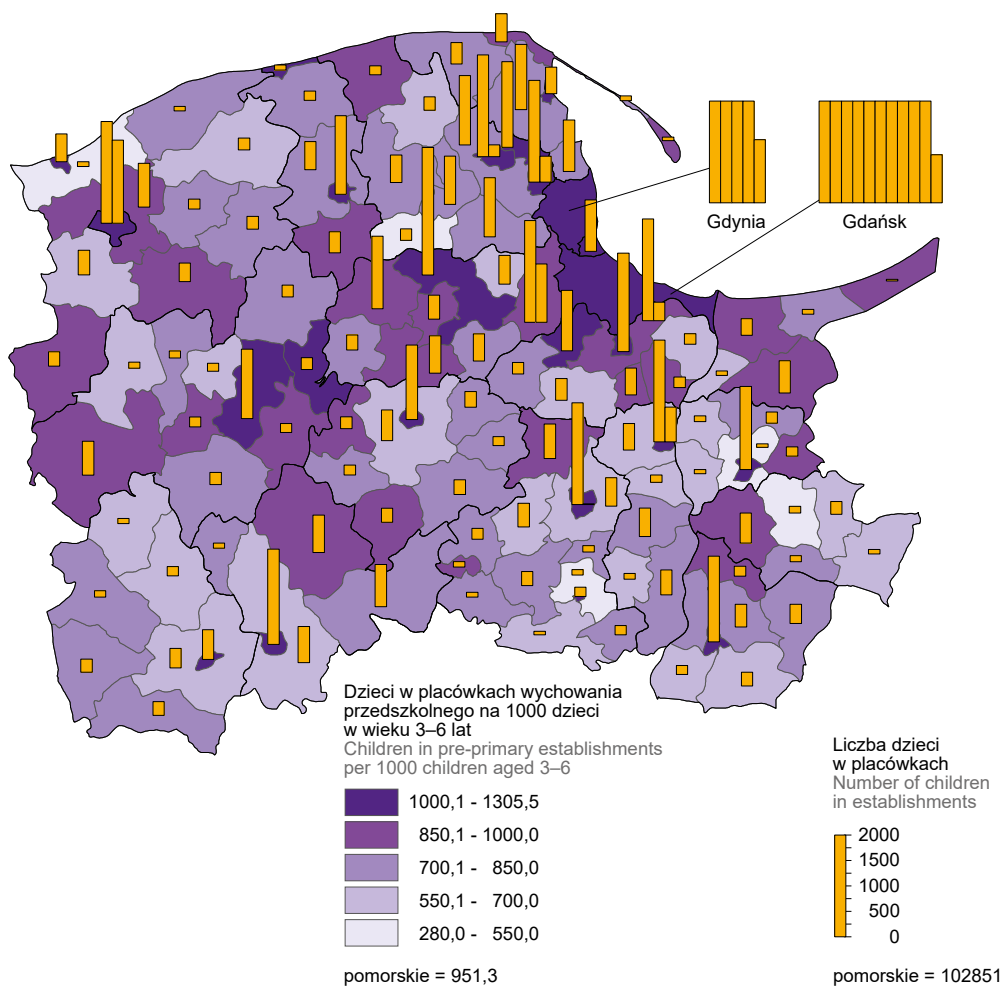 Gdynia
Gdańsk
Dzieci w placówkach wychowania
przedszkolnego na 1000 dzieci
w wieku 3–6 lat
Children in pre-primary establishments
per 1000 children aged 3–6
1000,1 - 1305,5
850,1 - 1000,0
700,1 - 850,0
550,1 - 700,0
280,0 - 550,0
pomorskie = 951,3
Liczba dzieci
w placówkach
Number of children
in establishments
2000
1500
1000
500
0
pomorskie = 102851